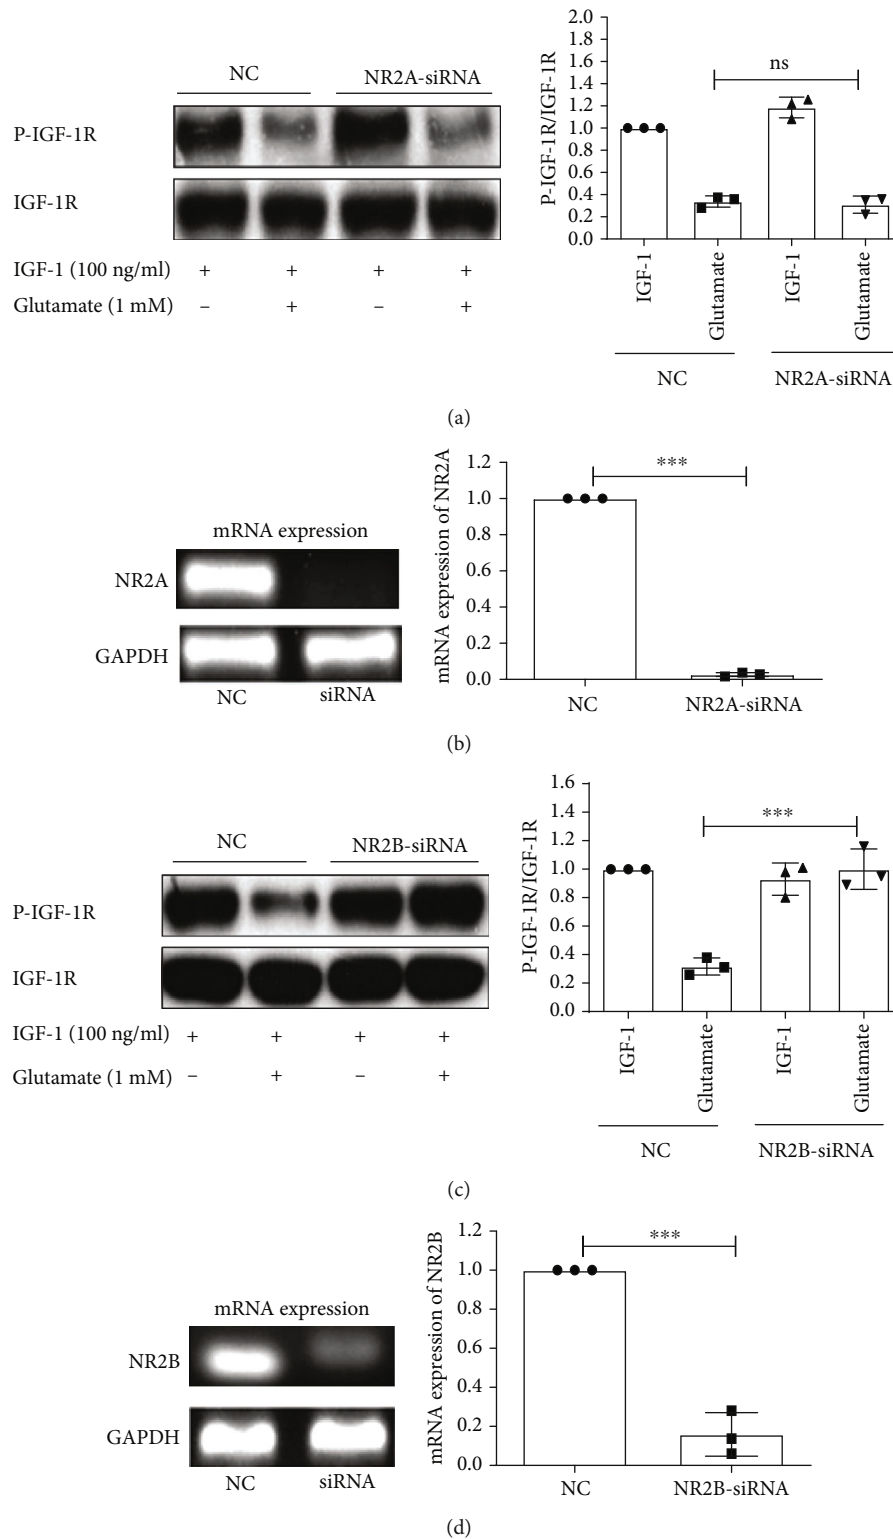 NC NR2A-siRNA
P-IGF-1R
IGF-1R
IGF-1 (100 ng/ml) + + + +
Glutamate (1 mM) – + – +
P-IGF-1R/IGF-1R
2.0
1.8
1.6
1.4
1.2
1.0
0.8
0.6
0.4
0.2
0.0
ns
IGF-1 Glutamate IGF-1 Glutamate
NC NR2A-siRNA
(a)
mRNA expression
NR2A
GAPDH
NC siRNA
mRNA expression of NR2A
1.2
1.0
0.8
0.6
0.4
0.2
0.0
***
NC NR2A-siRNA
(b)
NC NR2B-siRNA
P-IGF-1R
IGF-1R
IGF-1 (100 ng/ml) + + + +
Glutamate (1 mM) – + – +
P-IGF-1R/IGF-1R
1.6
1.4
1.2
1.0
0.8
0.6
0.4
0.2
0.0
***
IGF-1 Glutamate IGF-1 Glutamate
NC NR2B-siRNA
(c)
mRNA expression
NR2B
GAPDH
NC siRNA
mRNA expression of NR2B
1.2
1.0
0.8
0.6
0.4
0.2
0.0
***
NC NR2B-siRNA
(d)